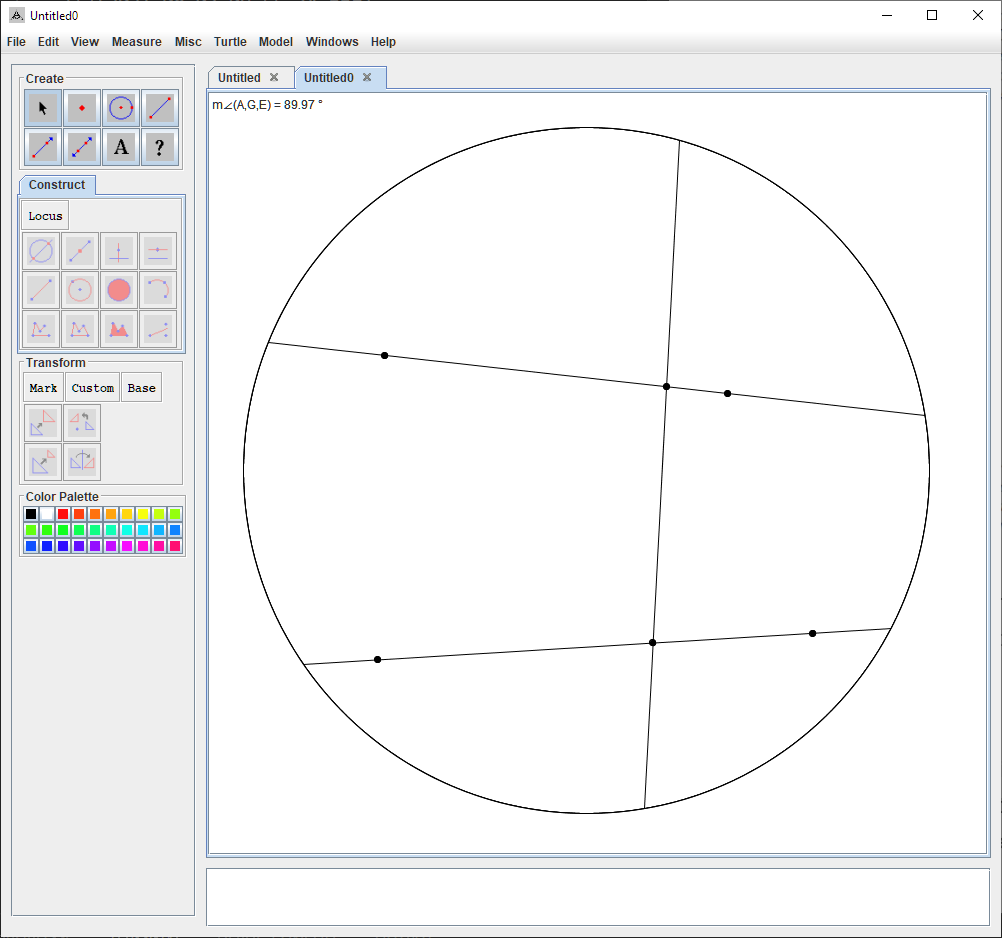 Untitled0
File Edit View Measure Misc Turtle Model Windows Help
Create
A ?
Construct
Locus
Transform
Mark Custom Base
Color Palette
Untitled Untitled0
m∠(A,G,E) = 89.97 °